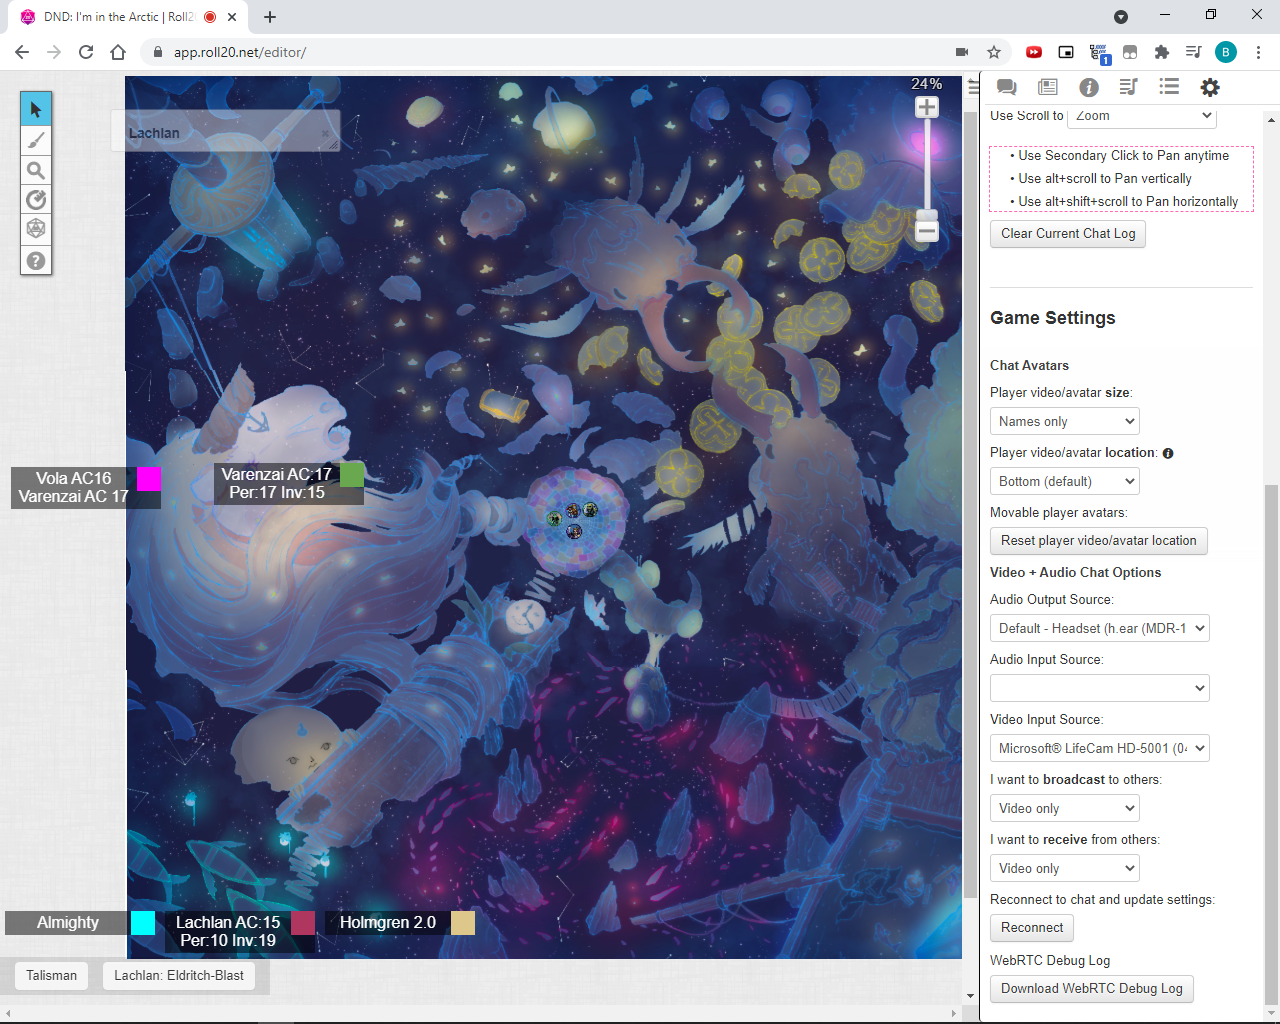 DND: I'm in the Arctic | Roll2
app.roll20.net/editor/
1
B
24%
Lachlan
Use Scroll to Zoom
• Use Secondary Click to Pan anytime
• Use alt+scroll to Pan vertically
• Use alt+shift+scroll to Pan horizontally
Clear Current Chat Log
Game Settings
Chat Avatars
Player video/avatar size:
Names only
Player video/avatar location:
Bottom (default)
Movable player avatars:
Reset player video/avatar location
Video + Audio Chat Options
Audio Output Source:
Default - Headset (h.ear (MDR-1
Audio Input Source:
Video Input Source:
Microsoft® LifeCam HD-5001 (04
I want to broadcast to others:
Video only
I want to receive from others:
Video only
Reconnect to chat and update settings:
Reconnect
WebRTC Debug Log
Download WebRTC Debug Log
Vola AC16
Varenzai AC 17
Varenzai AC:17
Per:17 Inv:15
Almighty
Lachlan AC:15
Per:10 Inv:19
Holmgren 2.0
Talisman
Lachlan: Eldritch-Blast